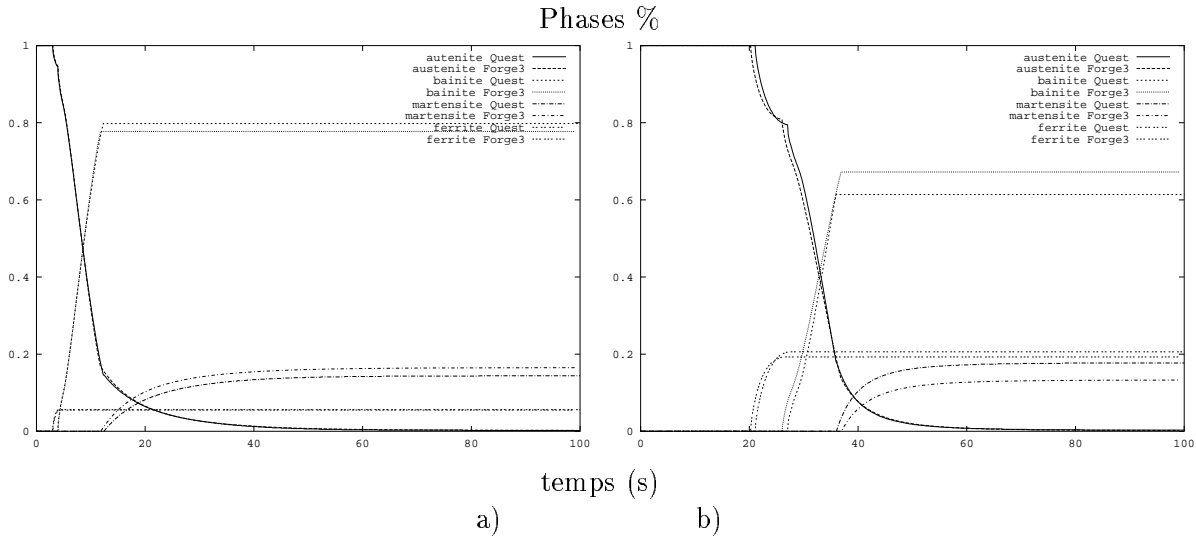 Phases %
1
0.8
0.6
0.4
0.2
0
0
20
40
60
80
100
autenite Quest
austenite Forge3
bainite Quest
bainite Forge3
martensite Quest
martensite Forge3
ferrite Quest
ferrite Forge3
1
0.8
0.6
0.4
0.2
0
0
20
40
60
80
100
austenite Quest
austenite Forge3
bainite Quest
bainite Forge3
martensite Quest
martensite Forge3
ferrite Quest
ferrite Forge3
temps (s)
a)
b)